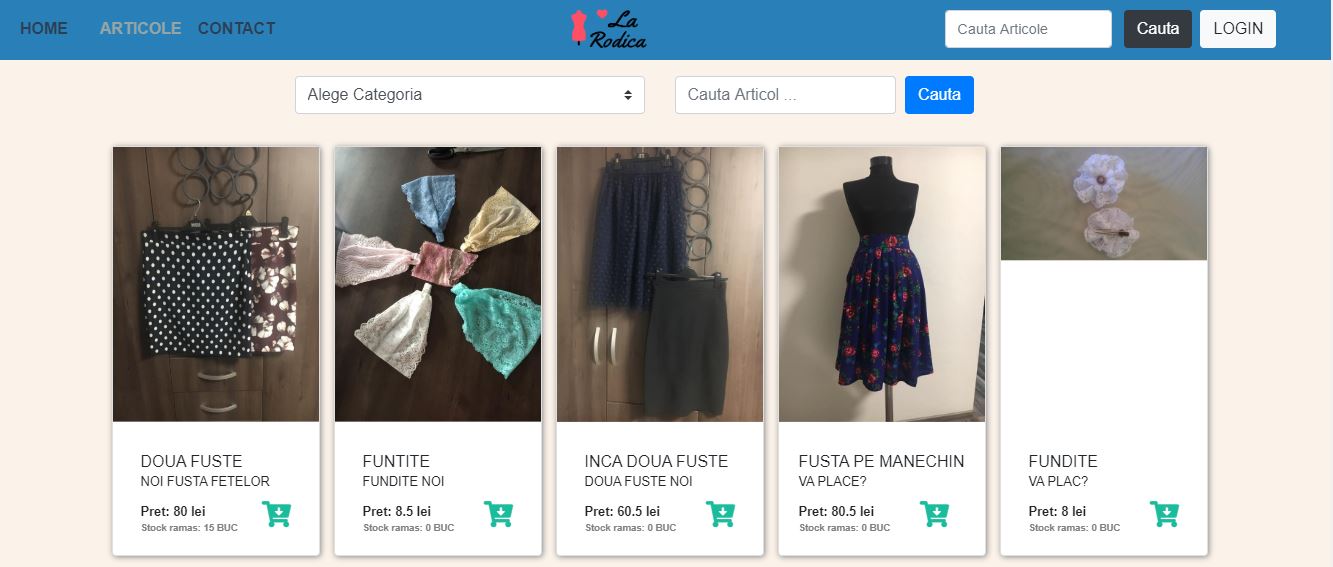 HOME
ARTICOLE
CONTACT
La
Rodica
Cauta Articole
Cauta
LOGIN
Alege Categoria
Cauta Articol ...
Cauta
DOUA FUSTE
NOI FUSTA FETELOR
Pret: 80 lei
Stock ramas: 15 BUC
FUNTITE
FUNDITE NOI
Pret: 8.5 lei
Stock ramas: 0 BUC
INCA DOUA FUSTE
DOUA FUSTE NOI
Pret: 60.5 lei
Stock ramas: 0 BUC
FUSTA PE MANECHIN
VA PLACE?
Pret: 80.5 lei
Stock ramas: 0 BUC
FUNDITE
VA PLAC?
Pret: 8 lei
Stock ramas: 0 BUC